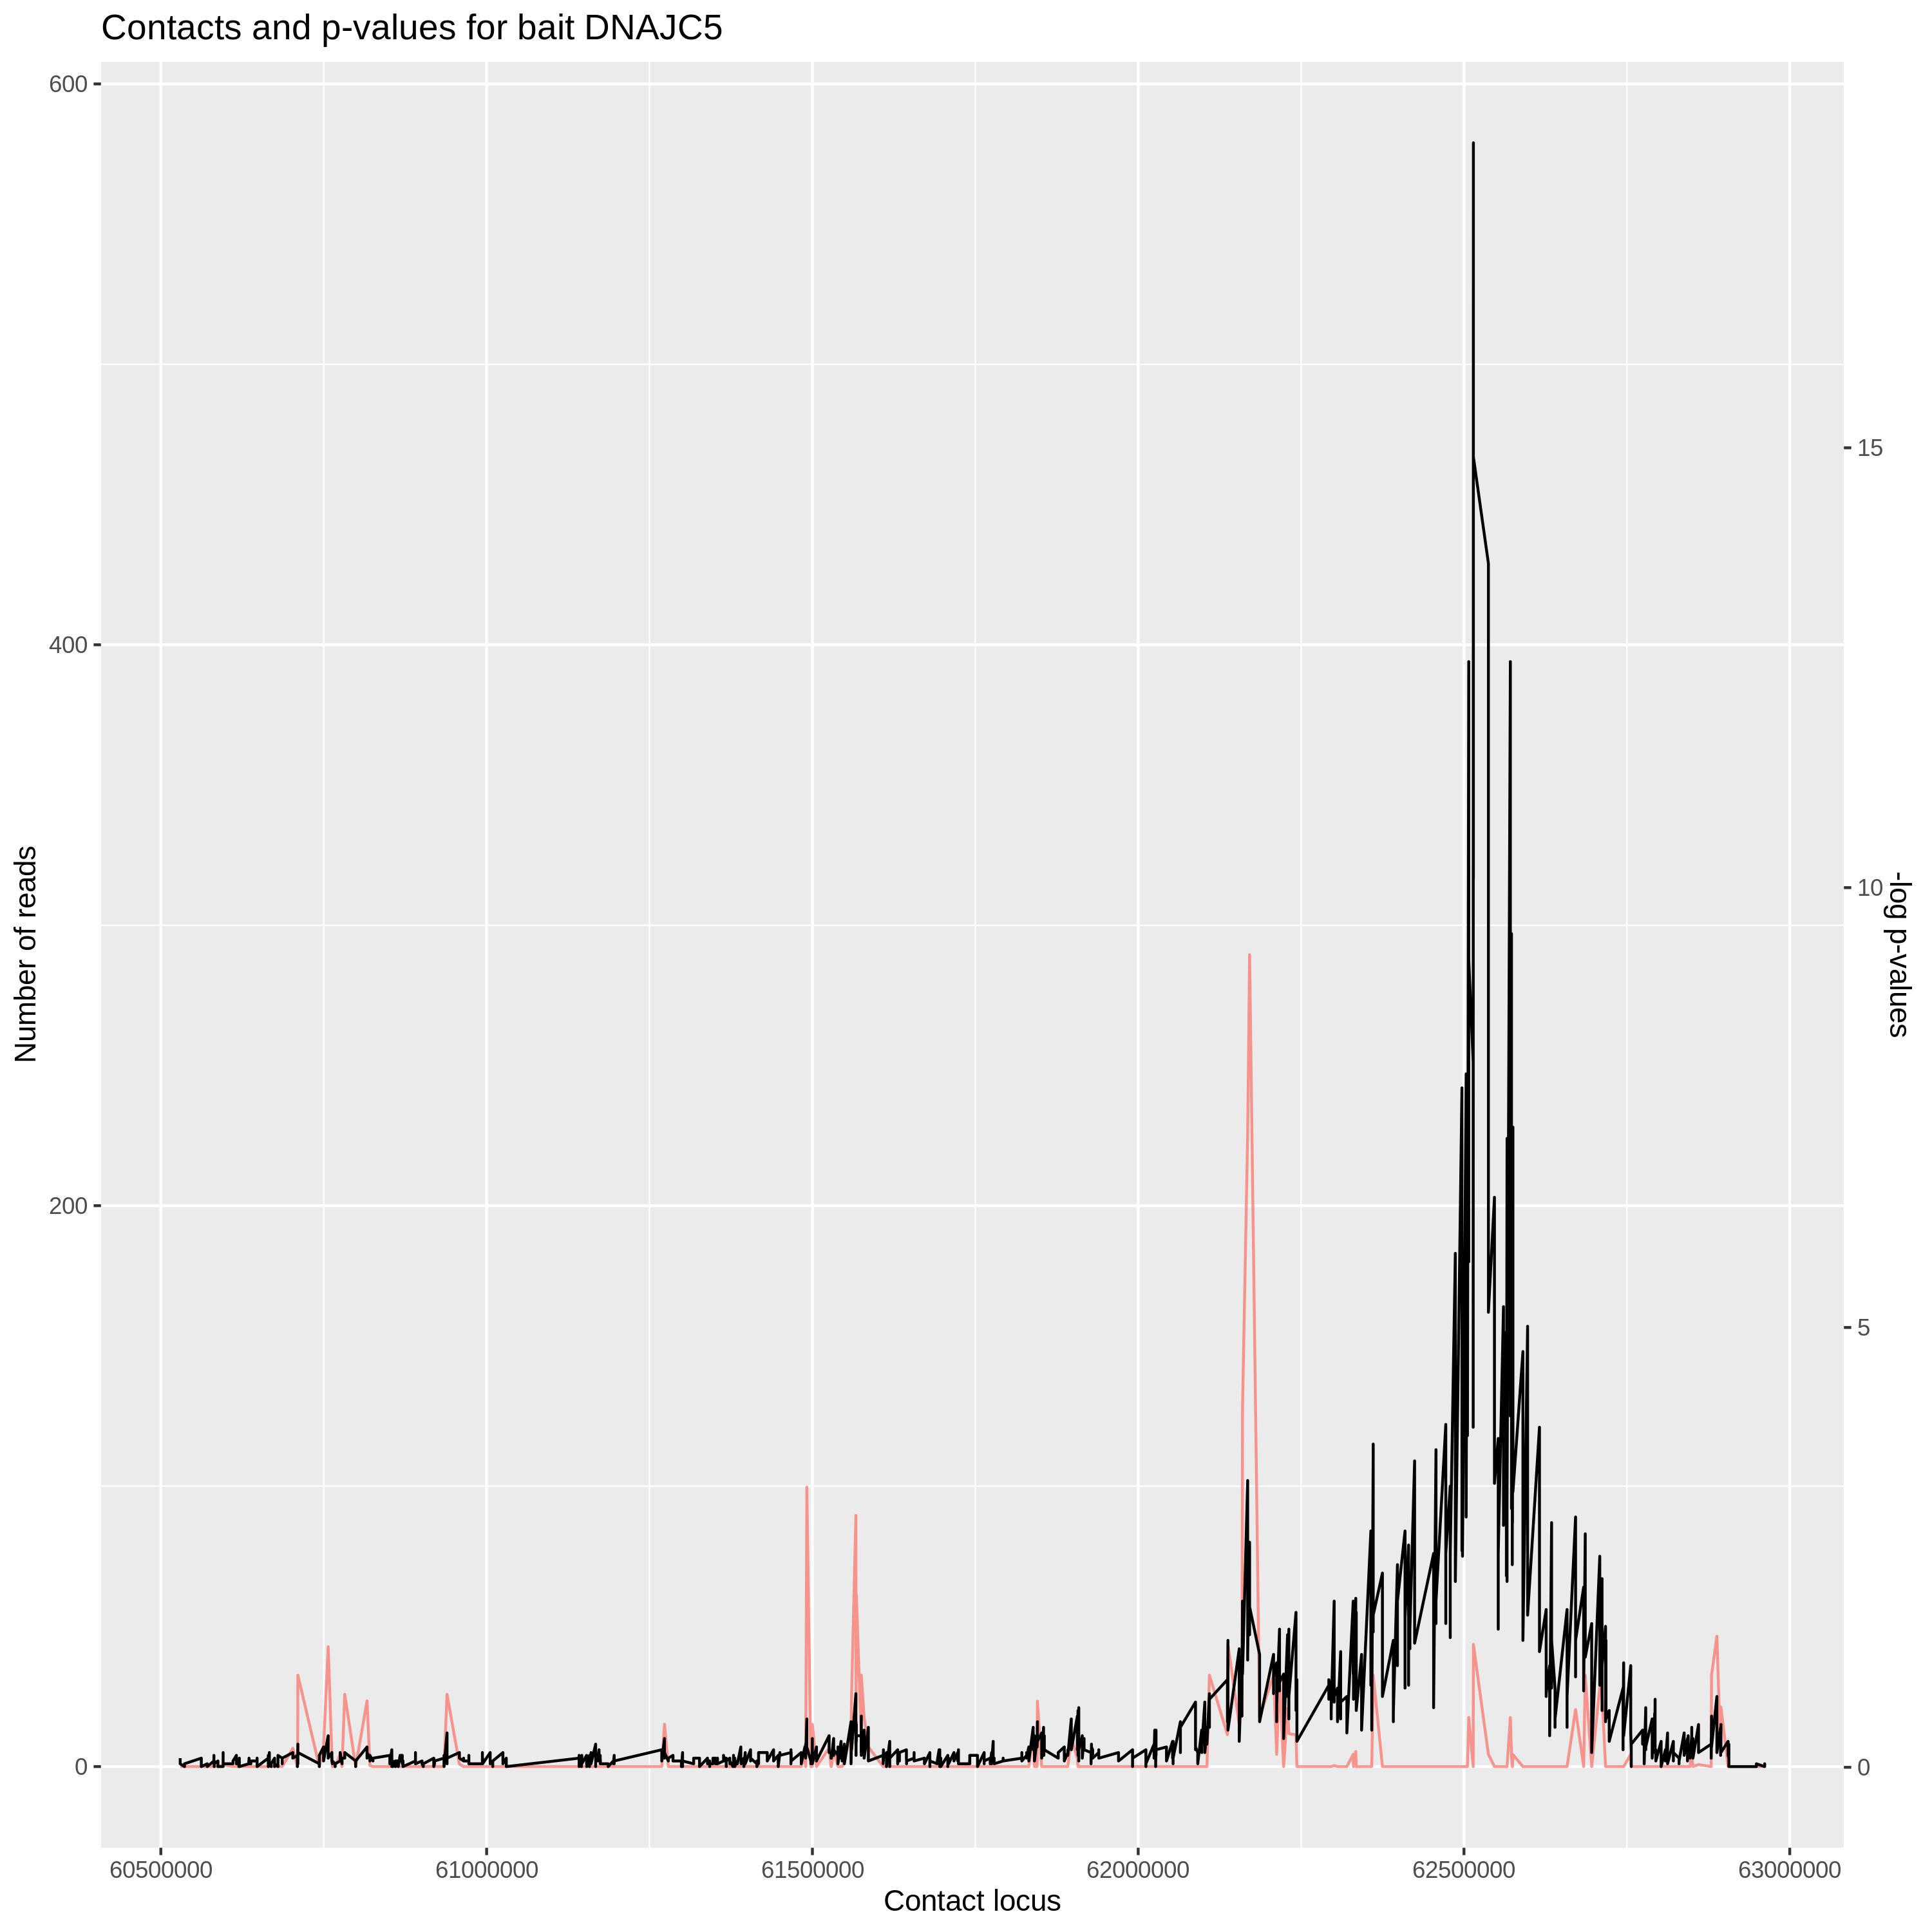 Contacts and p-values for bait DNAJC5
600
400
200
0
Number of reads
15
10
5
0
-log p-values
60500000 61000000 61500000 62000000 62500000 63000000
Contact locus